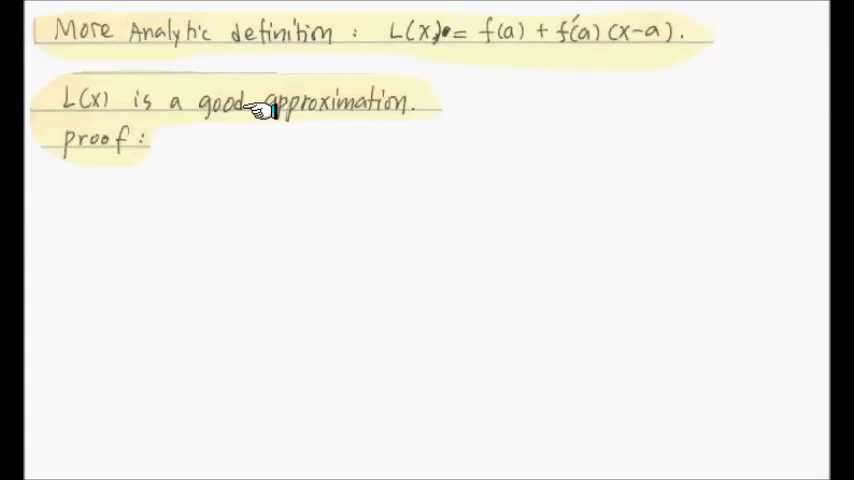 More Analytic definition : L(x) = f(a) + f'(a) (x-a).
L(x) is a good approximation.
proof :